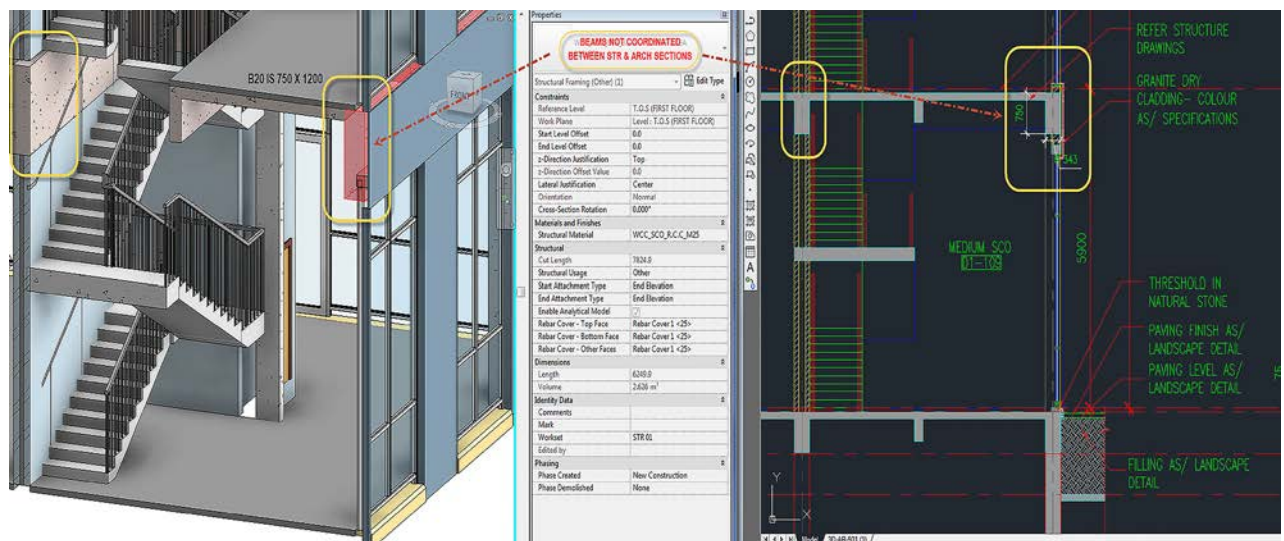 B20 IS 750 X 1200
Properties
BEAMS NOT COORDINATED
BETWEEN STR & ARCH SECTIONS
Structural Framing (Other) (1)
Edit Type
Constraints
Reference Level T.O.S (FIRST FLOOR)
Work Plane Level : T.O.S (FIRST FLOOR)
Start Level Offset 0.0
End Level Offset 0.0
z-Direction Justification Top
z-Direction Offset Value 0.0
Lateral Justification Center
Orientation Normal
Cross-Section Rotation 0.000°
Materials and Finishes
Structural Material WCC_SCO_R.C.C_M25
Structural
Cut Length 7824.9
Structural Usage Other
Start Attachment Type End Elevation
End Attachment Type End Elevation
Enable Analytical Model
Rebar Cover - Top Face Rebar Cover 1 <25>
Rebar Cover - Bottom Face Rebar Cover 1 <25>
Rebar Cover - Other Faces Rebar Cover 1 <25>
Dimensions
Length 6249.9
Volume 2.626 m³
Identity Data
Comments
Mark
Workset STR 01
Edited by
Phasing
Phase Created New Construction
Phase Demolished None
REFER STRUCTURE
DRAWINGS
GRANITE DRY
CLADDING- COLOUR
AS/ SPECIFICATIONS
750
343
MEDIUM SCO
D1-109
5900
THRESHOLD IN
NATURAL STONE
PAVING FINISH AS/
LANDSCAPE DETAIL
PAVING LEVEL AS/
LANDSCAPE DETAIL
75
FILLING AS/ LANDSCAPE
DETAIL
Y
X
Model